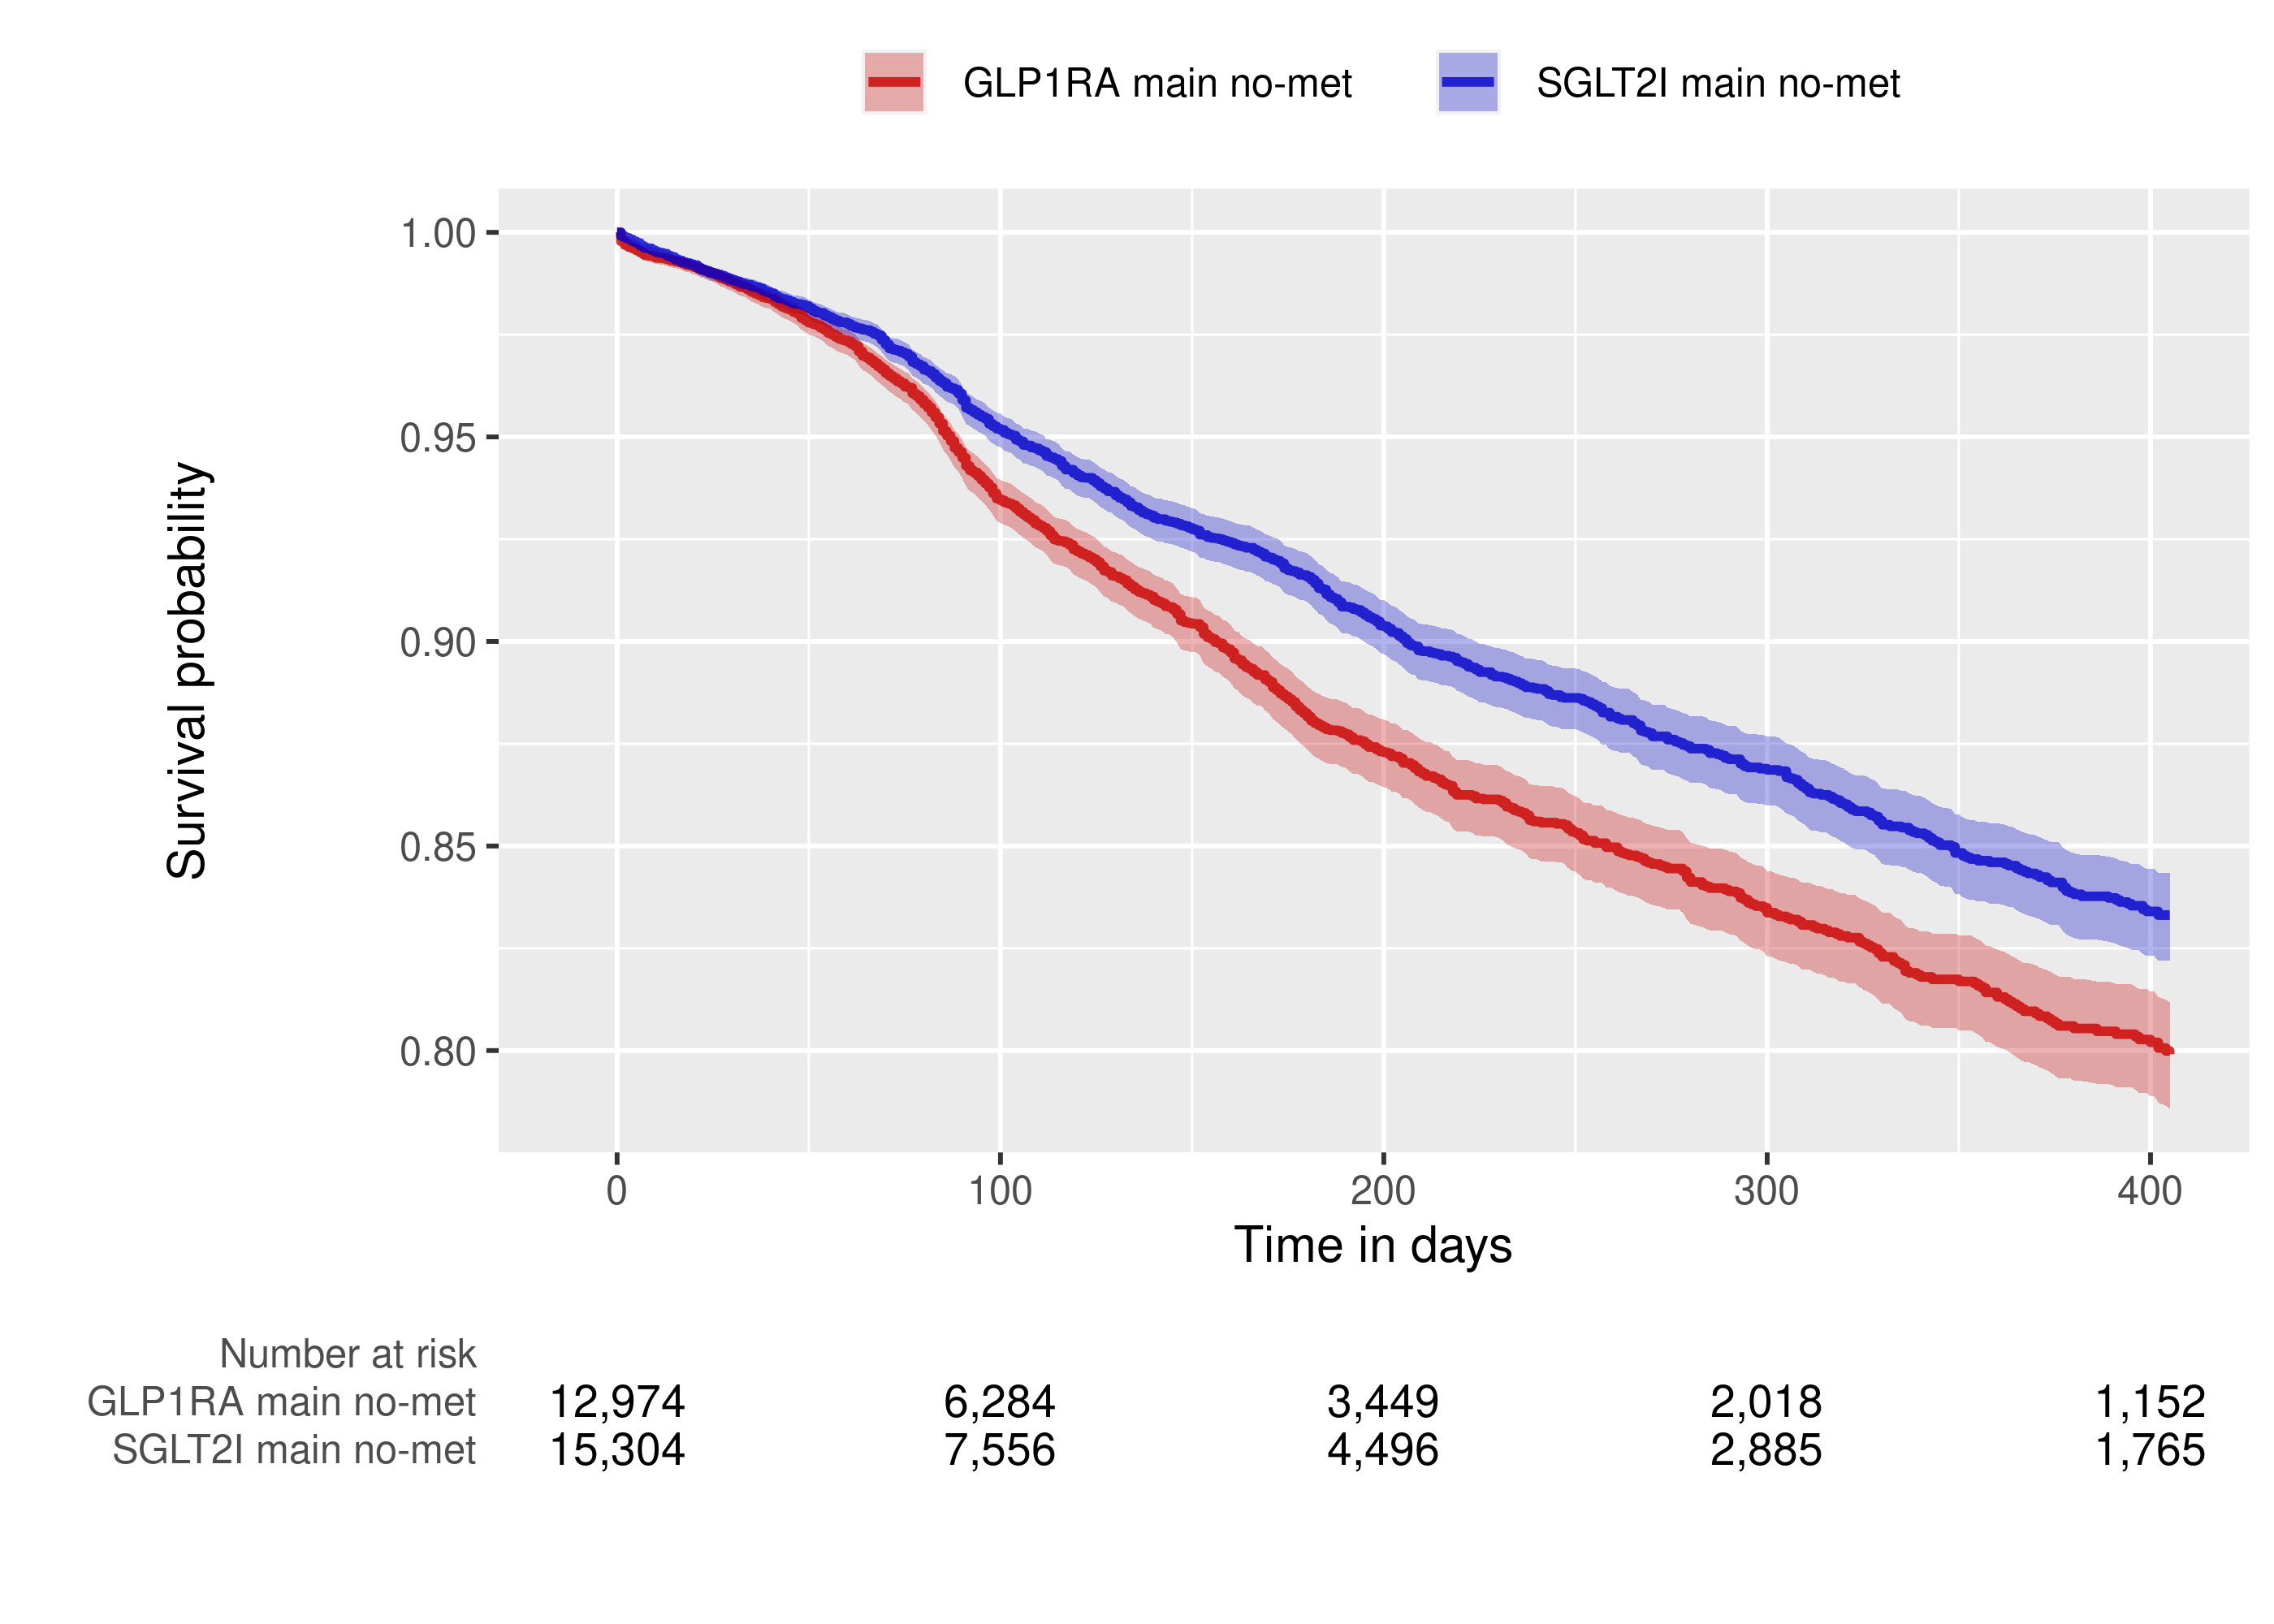 GLP1RA main no-met SGLT2I main no-met
1.00
0.95
0.90
0.85
0.80
Survival probability
0 100 200 300 400
Time in days
Number at risk
GLP1RA main no-met 12,974 6,284 3,449 2,018 1,152
SGLT2I main no-met 15,304 7,556 4,496 2,885 1,765